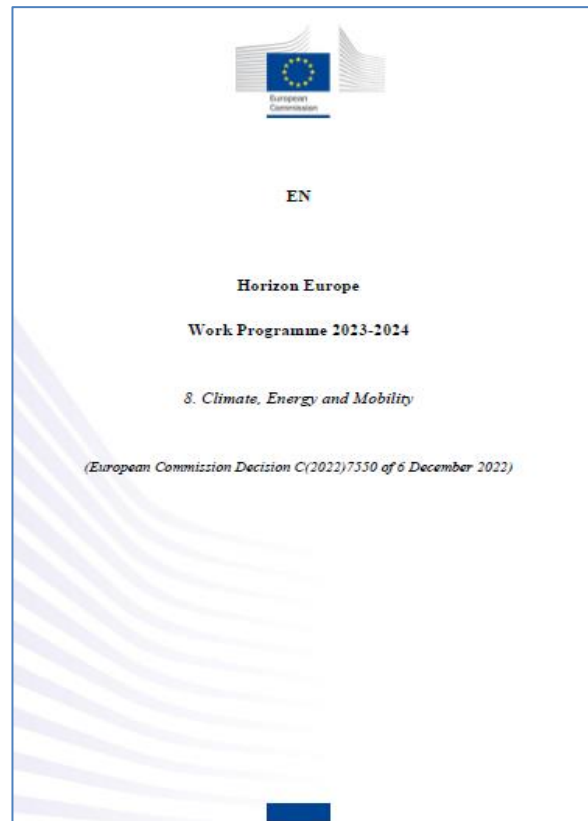 European
Commission
EN
Horizon Europe
Work Programme 2023-2024
8. Climate, Energy and Mobility
(European Commission Decision C(2022)7550 of 6 December 2022)